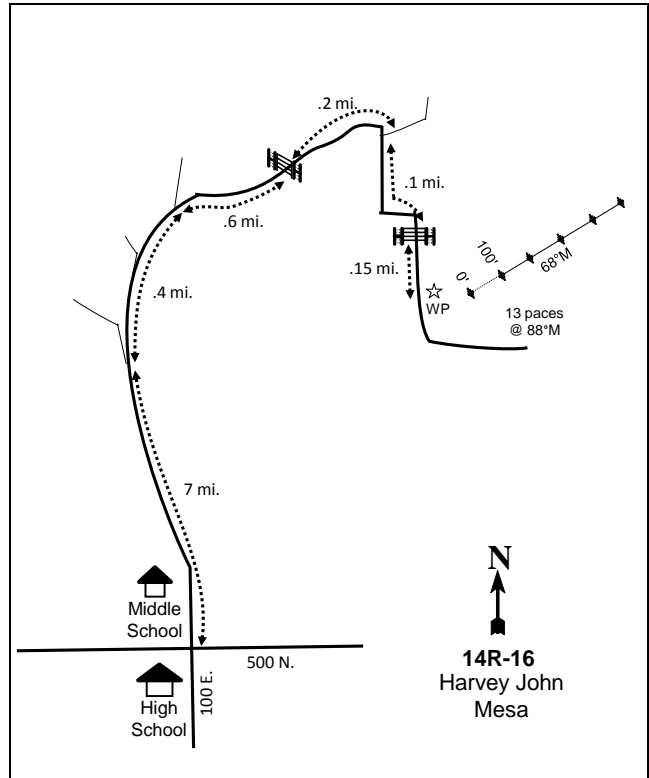 .2 mi.
.1 mi.
.6 mi.
100'
68°M
0'
.15 mi.
.4 mi.
WP
13 paces
@ 88°M
7 mi.
N
Middle
School
500 N.
14R-16
Harvey John
Mesa
100 E.
High
School